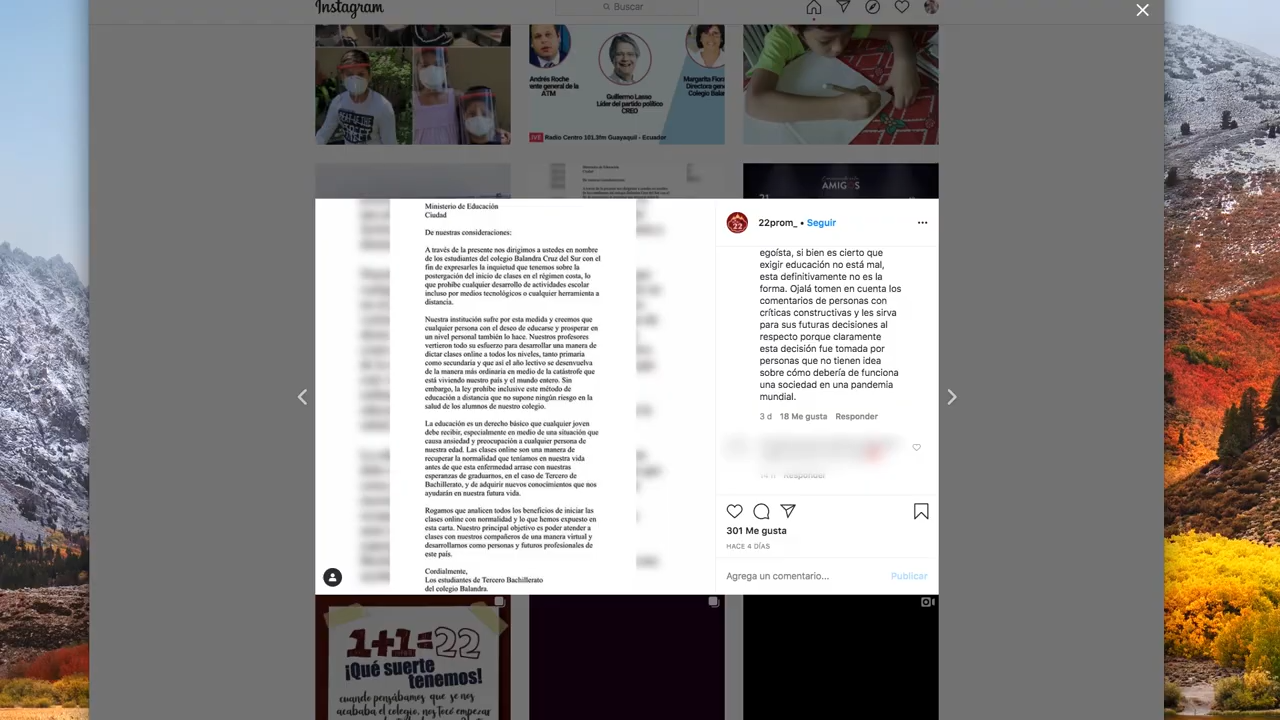 Instagram
Buscar
Andrés Roche
ente general de la
ATM
Guillermo Lasso
Líder del partido político
CREO
Margarita Fior
Directora gen
Colegio Bala
Radio Centro 101.3fm Guayaquil - Ecuador
Ministerio de Educación
Ciudad
AMIGOS
Ministerio de Educación
Ciudad
De nuestras consideraciones:
A través de la presente nos dirigimos a ustedes en nombre
de los estudiantes del colegio Balandra Cruz del Sur con el
fin de expresarles la inquietud que tenemos sobre la
postergación del inicio de clases en el régimen costa, lo
que prohíbe cualquier desarrollo de actividades escolar
incluso por medios tecnológicos o cualquier herramienta a
distancia.
Nuestra institución sufre por esta medida y creemos que
cualquier persona con el deseo de educarse y prosperar en
un nivel personal también lo hace. Nuestros profesores
vertieron todo su esfuerzo para desarrollar una manera de
dictar clases online a todos los niveles, tanto primaria
como secundaria y que así el año lectivo se desenvuelva
de la manera más ordinaria en medio de la catástrofe que
está viviendo nuestro país y el mundo entero. Sin
embargo, la ley prohíbe inclusive este método de
educación a distancia que no supone ningún riesgo en la
salud de los alumnos de nuestro colegio.
La educación es un derecho básico que cualquier joven
debe recibir, especialmente en medio de una situación que
causa ansiedad y preocupación a cualquier persona de
nuestra edad. Las clases online son una manera de
recuperar la normalidad que teníamos en nuestra vida
antes de que esta enfermedad arrase con nuestras
esperanzas de graduarnos, en el caso de Tercero de
Bachillerato, y de adquirir nuevos conocimientos que nos
ayudarán en nuestra futura vida.
Rogamos que analicen todos los beneficios de iniciar las
clases online con normalidad y lo que hemos expuesto en
esta carta. Nuestro principal objetivo es poder atender a
clases con nuestros compañeros de una manera virtual y
desarrollarnos como personas y futuros profesionales de
este país.
Cordialmente,
Los estudiantes de Tercero Bachillerato
del colegio Balandra.
22prom_ • Seguir
egoísta, si bien es cierto que
exigir educación no está mal,
esta definitivamente no es la
forma. Ojalá tomen en cuenta los
comentarios de personas con
críticas constructivas y les sirva
para sus futuras decisiones al
respecto porque claramente
esta decisión fue tomada por
personas que no tienen idea
sobre cómo debería de funciona
una sociedad en una pandemia
mundial.
3 d 18 Me gusta Responder
Responder
301 Me gusta
HACE 4 DÍAS
Agrega un comentario... Publicar
1+1=22
¡Qué suerte
tenemos!
cuando pensábamos que se nos
acababa el colegio, nos tocó empezar